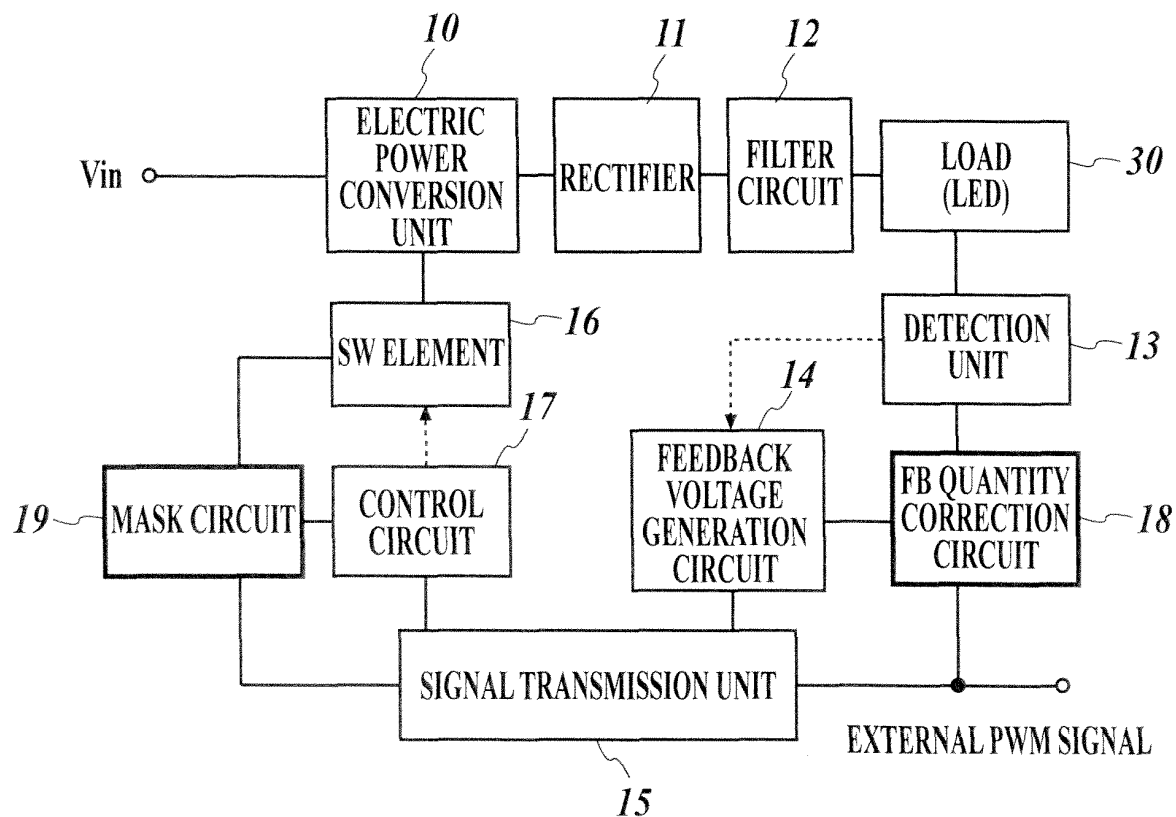 10
11
12
ELECTRIC
POWER
CONVERSION
UNIT
RECTIFIER
FILTER
CIRCUIT
LOAD
(LED)
30
Vin
SW ELEMENT
16
DETECTION
UNIT
13
17
14
MASK CIRCUIT
19
CONTROL
CIRCUIT
FEEDBACK
VOLTAGE
GENERATION
CIRCUIT
FB QUANTITY
CORRECTION
CIRCUIT
18
SIGNAL TRANSMISSION UNIT
15
EXTERNAL PWM SIGNAL